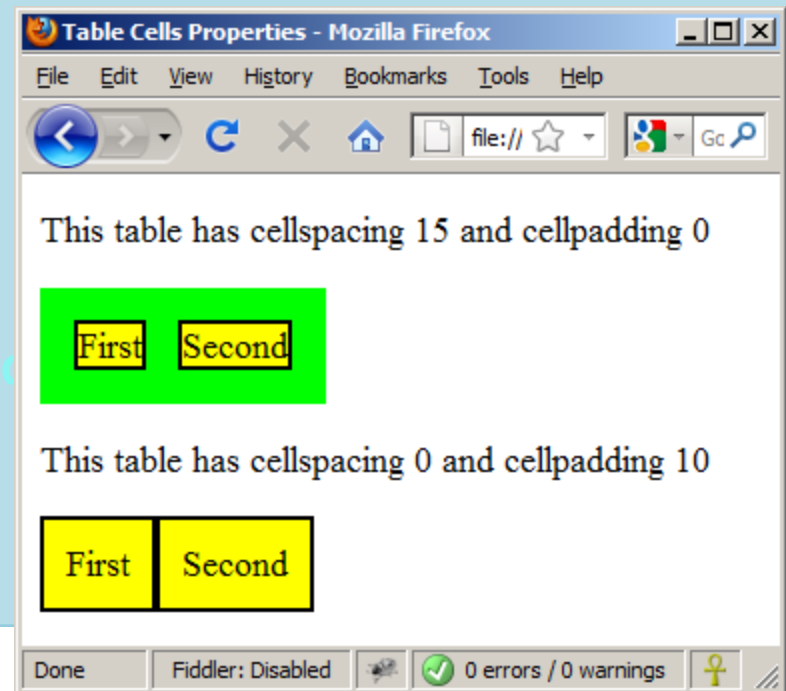 Table Cells Properties - Mozilla Firefox
File Edit View History Bookmarks Tools Help
file:// Go
This table has cellspacing 15 and cellpadding 0
First Second
This table has cellspacing 0 and cellpadding 10
First Second
Done Fiddler: Disabled 0 errors / 0 warnings